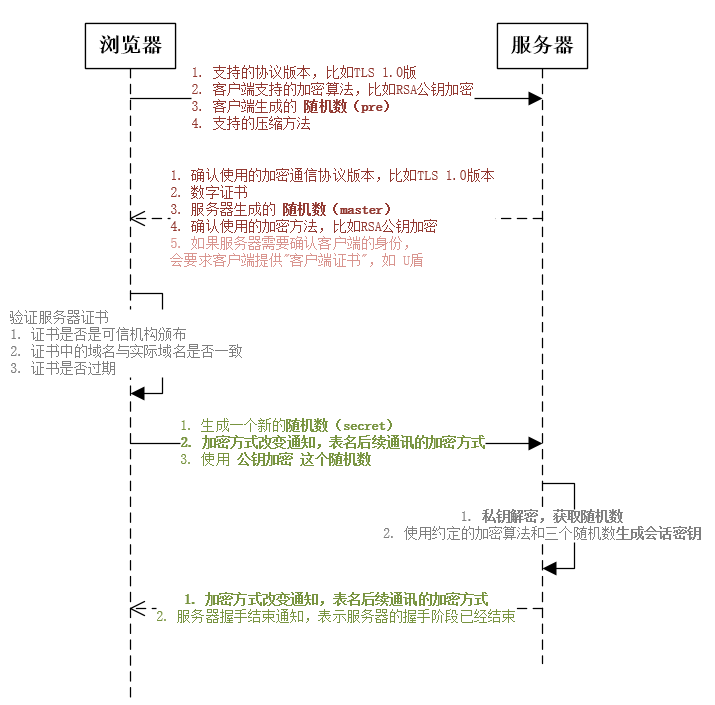 浏览器
服务器
1. 支持的协议版本，比如TLS 1.0版
2. 客户端支持的加密算法，比如RSA公钥加密
3. 客户端生成的 随机数（pre）
4. 支持的压缩方法
1. 确认使用的加密通信协议版本，比如TLS 1.0版本
2. 数字证书
3. 服务器生成的 随机数（master）
4. 确认使用的加密方法，比如RSA公钥加密
5. 如果服务器需要确认客户端的身份，
会要求客户端提供"客户端证书"，如 U盾
验证服务器证书
1. 证书是否是可信机构颁布
2. 证书中的域名与实际域名是否一致
3. 证书是否过期
1. 生成一个新的随机数（secret）
2. 加密方式改变通知，表名后续通讯的加密方式
3. 使用 公钥加密 这个随机数
1. 私钥解密，获取随机数
2. 使用约定的加密算法和三个随机数生成会话密钥
1. 加密方式改变通知，表名后续通讯的加密方式
2. 服务器握手结束通知，表示服务器的握手阶段已经结束